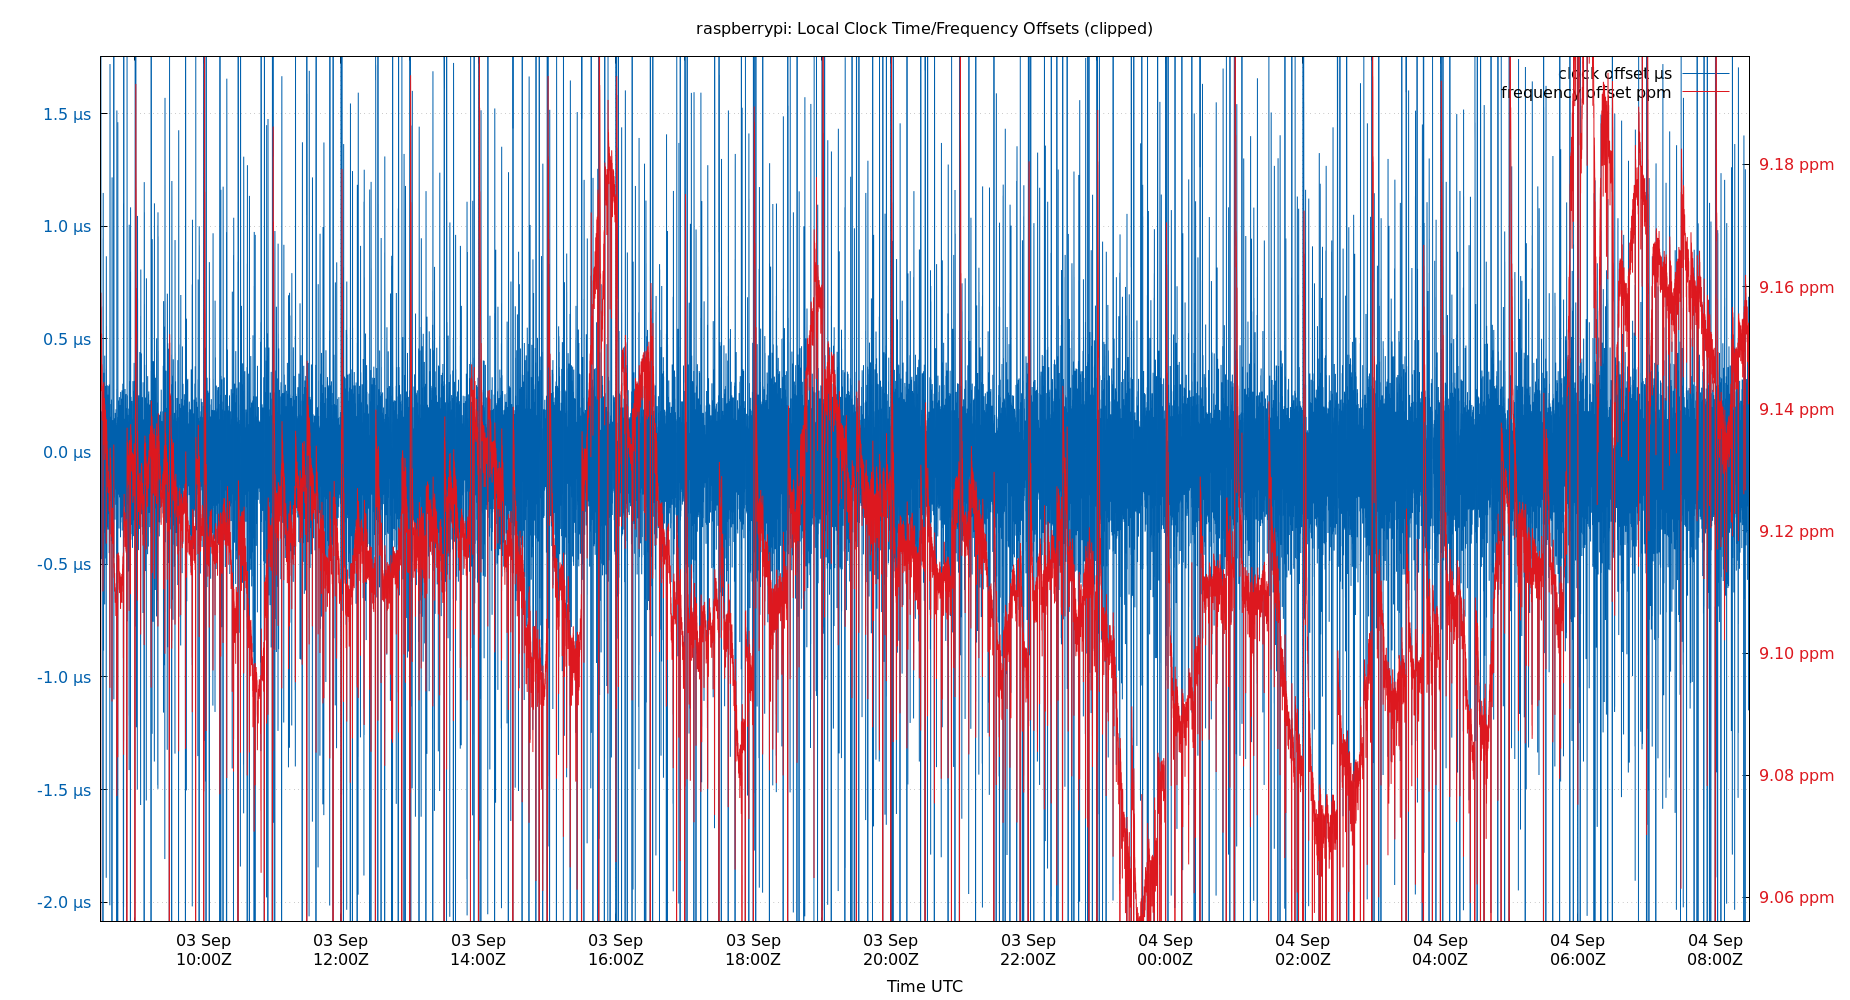 raspberrypi: Local Clock Time/Frequency Offsets (clipped)
clock offset µs
frequency offset ppm
1.5 µs
1.0 µs
0.5 µs
0.0 µs
-0.5 µs
-1.0 µs
-1.5 µs
-2.0 µs
9.18 ppm
9.16 ppm
9.14 ppm
9.12 ppm
9.10 ppm
9.08 ppm
9.06 ppm
03 Sep 03 Sep 03 Sep 03 Sep 03 Sep 03 Sep 03 Sep 04 Sep 04 Sep 04 Sep 04 Sep 04 Sep
10:00Z 12:00Z 14:00Z 16:00Z 18:00Z 20:00Z 22:00Z 00:00Z 02:00Z 04:00Z 06:00Z 08:00Z
Time UTC